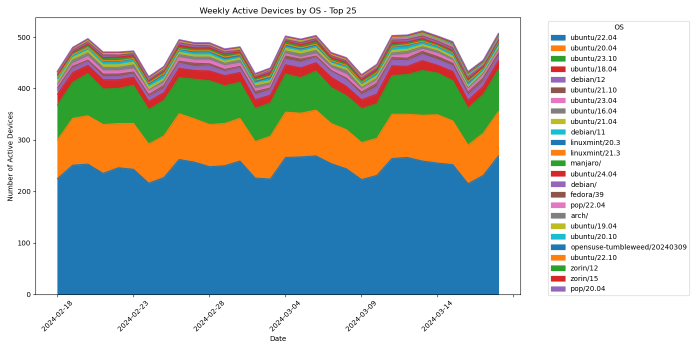 Weekly Active Devices by OS - Top 25
Number of Active Devices
500
400
300
200
100
0
2024-02-18
2024-02-23
2024-02-28
2024-03-04
2024-03-09
2024-03-14
Date
OS
ubuntu/22.04
ubuntu/20.04
ubuntu/23.10
ubuntu/18.04
debian/12
ubuntu/21.10
ubuntu/23.04
ubuntu/16.04
ubuntu/21.04
debian/11
linuxmint/20.3
linuxmint/21.3
manjaro/
ubuntu/24.04
debian/
fedora/39
pop/22.04
arch/
ubuntu/19.04
ubuntu/20.10
opensuse-tumbleweed/20240309
ubuntu/22.10
zorin/12
zorin/15
pop/20.04